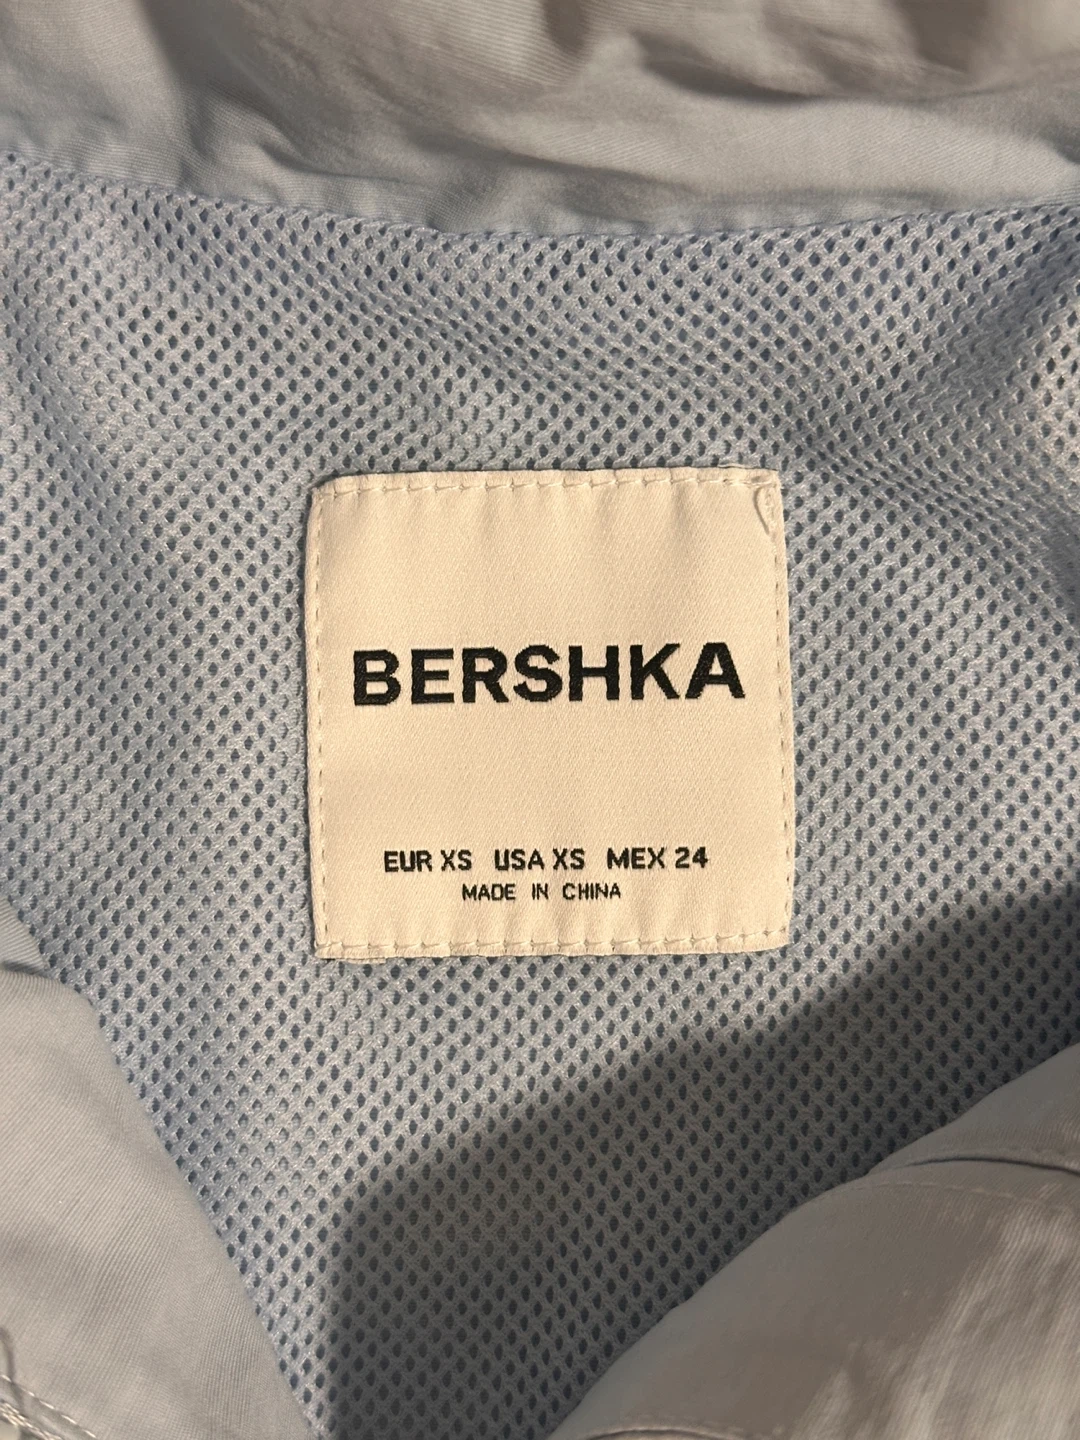 BERSHKA
EUR XS USA XS MEX 24
MADE IN CHINA